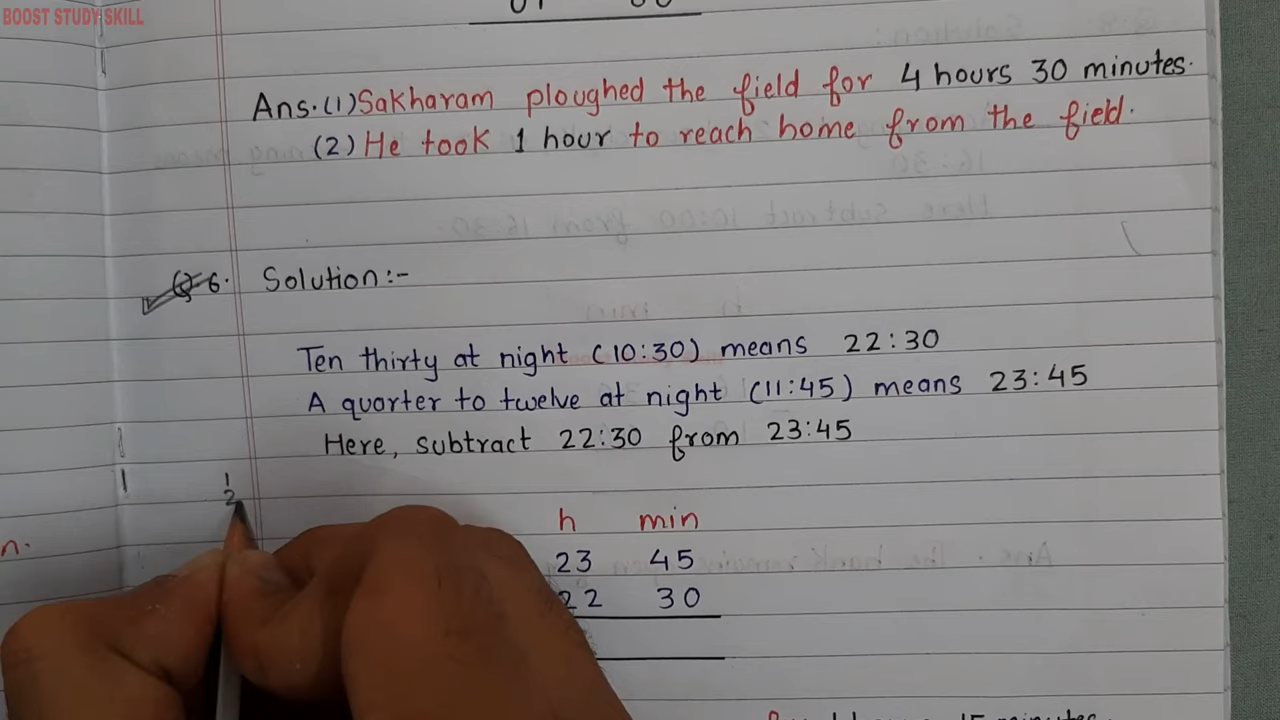 BOOST STUDY SKILL
Ans. (1) Sakharam ploughed the field for 4 hours 30 minutes.
(2) He took 1 hour to reach home from the field.
Q 6. Solution :-
Ten thirty at night (10:30) means 22:30
A quarter to twelve at night (11:45) means 23:45
Here, subtract 22:30 from 23:45
1
2
h min
n.
23 45
22 30